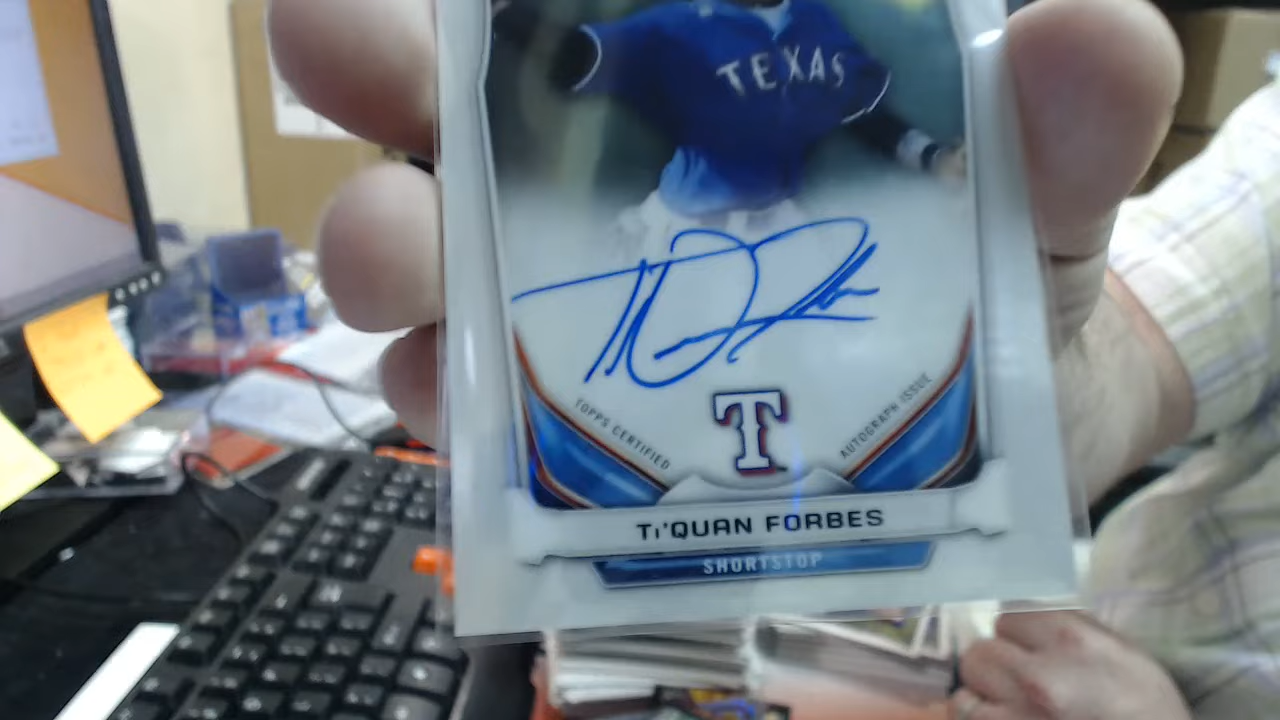 TEXAS
TOPPS CERTIFIED
AUTOGRAPH ISSUE
T
Ti'QUAN FORBES
SHORTSTOP